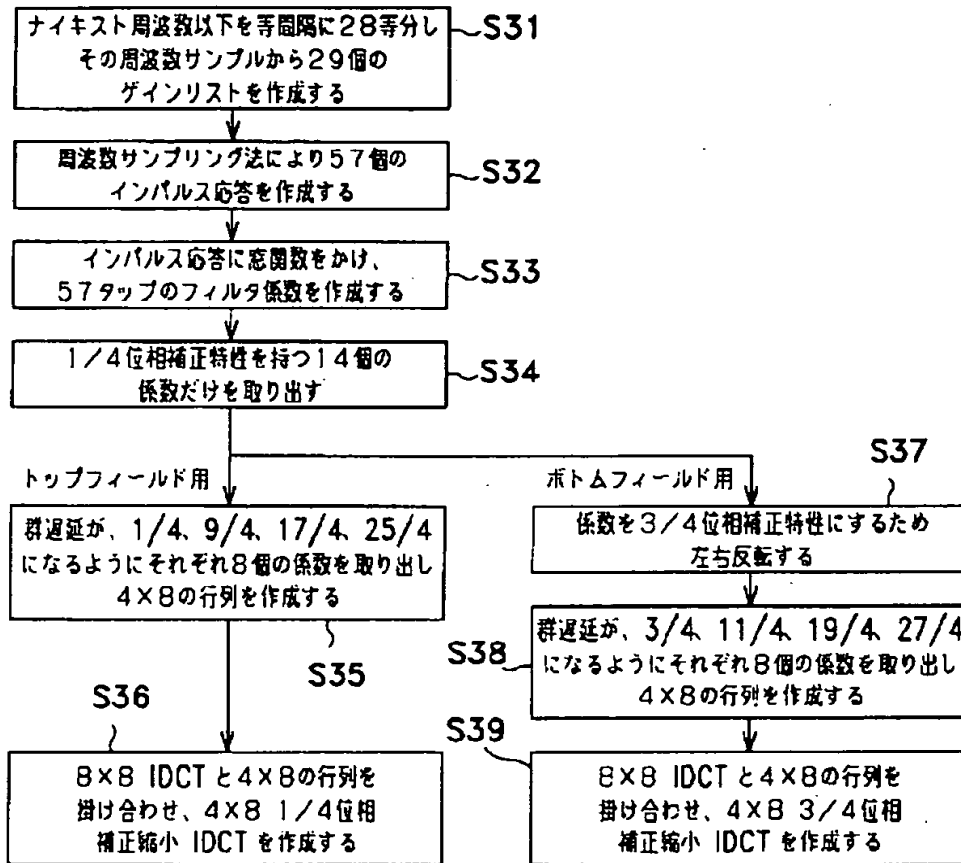 ナイキスト周波数以下を等間隔に28等分し
その周波数サンプルから29個の
ゲインリストを作成する
S31
周波数サンプリング法により57個の
インパルス応答を作成する
S32
インパルス応答に窓関数をかけ、
57タップのフィルタ係数を作成する
S33
1/4位相補正特性を持つ14個の
係数だけを取り出す
S34
トップフィールド用
群遅延が、1/4、9/4、17/4、25/4
になるようにそれぞれ8個の係数を取り出し
4×8の行列を作成する
S35
S36
8×8 IDCTと4×8の行列を
掛け合わせ、4×8 1/4位相
補正縮小 IDCTを作成する
ボトムフィールド用
S37
係数を3/4位相補正特性にするため
左右反転する
群遅延が、3/4、11/4、19/4、27/4
になるようにそれぞれ8個の係数を取り出し
4×8の行列を作成する
S38
S39
8×8 IDCTと4×8の行列を
掛け合わせ、4×8 3/4位相
補正縮小 IDCTを作成する